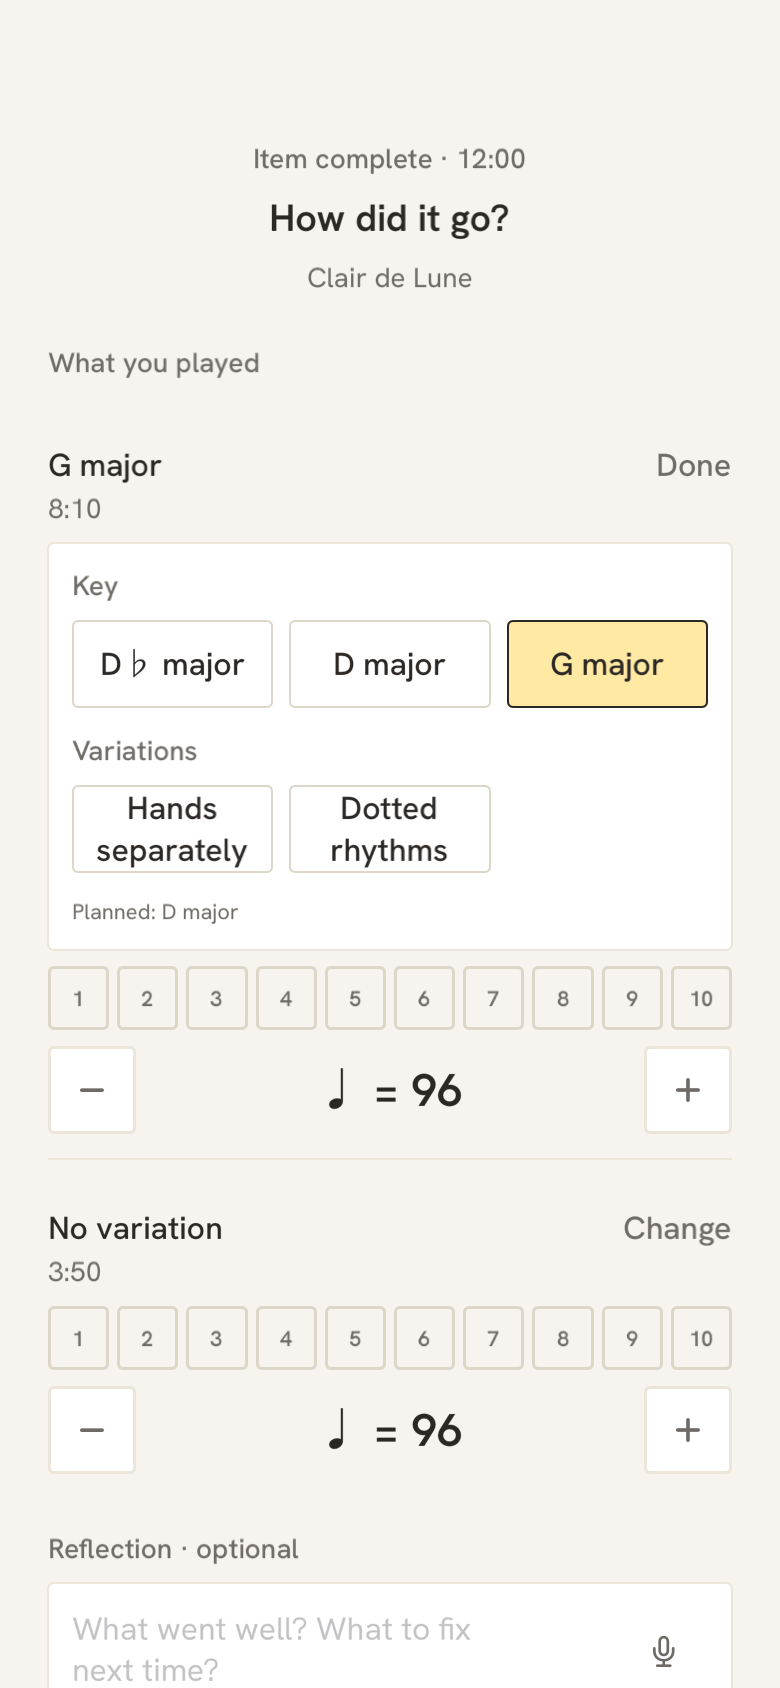 Item complete · 12:00
How did it go?
Clair de Lune
What you played
G major Done
8:10
Key
D♭ major D major G major
Variations
Hands separately Dotted rhythms
Planned: D major
1 2 3 4 5 6 7 8 9 10
− ♩ = 96 +
No variation Change
3:50
1 2 3 4 5 6 7 8 9 10
− ♩ = 96 +
Reflection · optional
What went well? What to fix
next time?